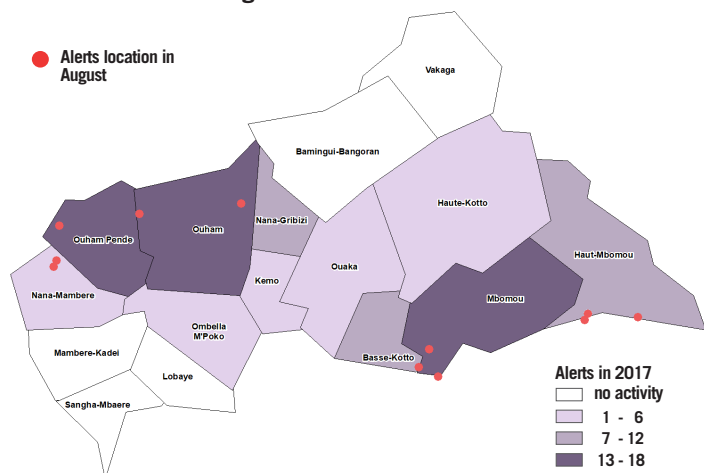 Alerts location in
August
Vakaga
Bamingui-Bangoran
Haute-Kotto
Ouham Pende
Ouham
Nana-Gribizi
Haut-Mbomou
Nana-Mambere
Kemo
Ouaka
Mbomou
Ombella
M'Poko
Mambere-Kadei
Basse-Kotto
Lobaye
Sangha-Mbaere
Alerts in 2017
no activity
1 - 6
7 - 12
13 - 18